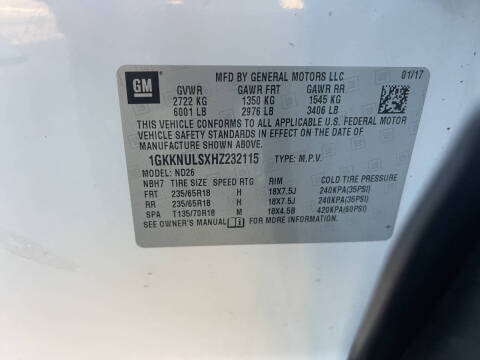 GM
MFD BY GENERAL MOTORS LLC 01/17
GVWR GAWR FRT GAWR RR
2722 KG 1350 KG 1545 KG
6001 LB 2976 LB 3406 LB
THIS VEHICLE CONFORMS TO ALL APPLICABLE U.S. FEDERAL MOTOR
VEHICLE SAFETY STANDARDS IN EFFECT ON THE DATE OF
MANUFACTURE SHOWN ABOVE.
1GKKNULSXHZ232115 TYPE: M.P.V.
MODEL: ND26
NBH7 TIRE SIZE SPEED RTG RIM COLD TIRE PRESSURE
FRT 235/65R18 H 18X7.5J 240KPA(35PSI)
RR 235/65R18 H 18X7.5J 240KPA(35PSI)
SPA T135/70R18 M 18X4.5B 420KPA(60PSI)
SEE OWNER'S MANUAL FOR MORE INFORMATION.